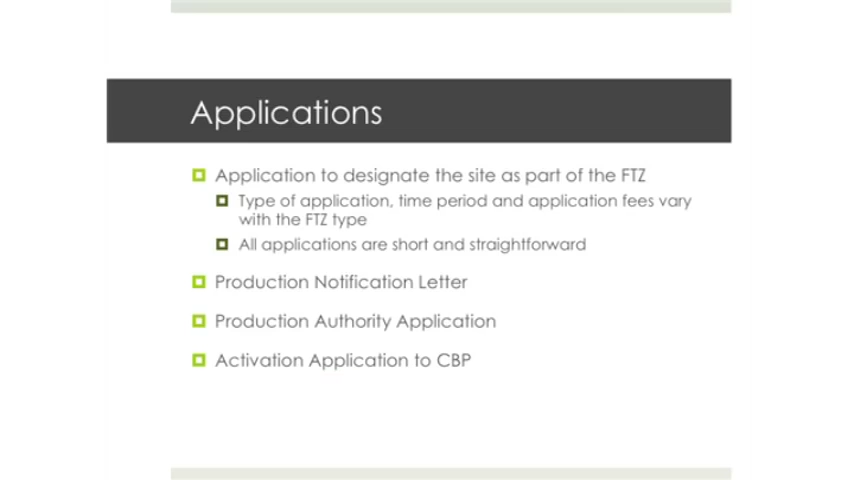 Applications
Application to designate the site as part of the FTZ
Type of application, time period and application fees vary
with the FTZ type
All applications are short and straightforward
Production Notification Letter
Production Authority Application
Activation Application to CBP